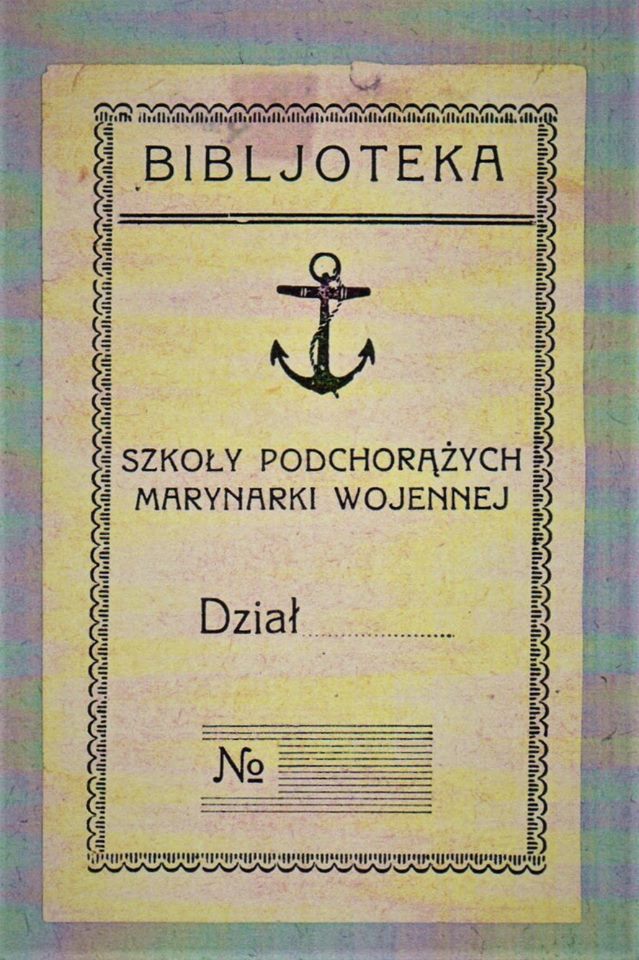 BIBLJOTEKA
SZKOŁY PODCHORĄŻYCH
MARYNARKI WOJENNEJ
Dział
№